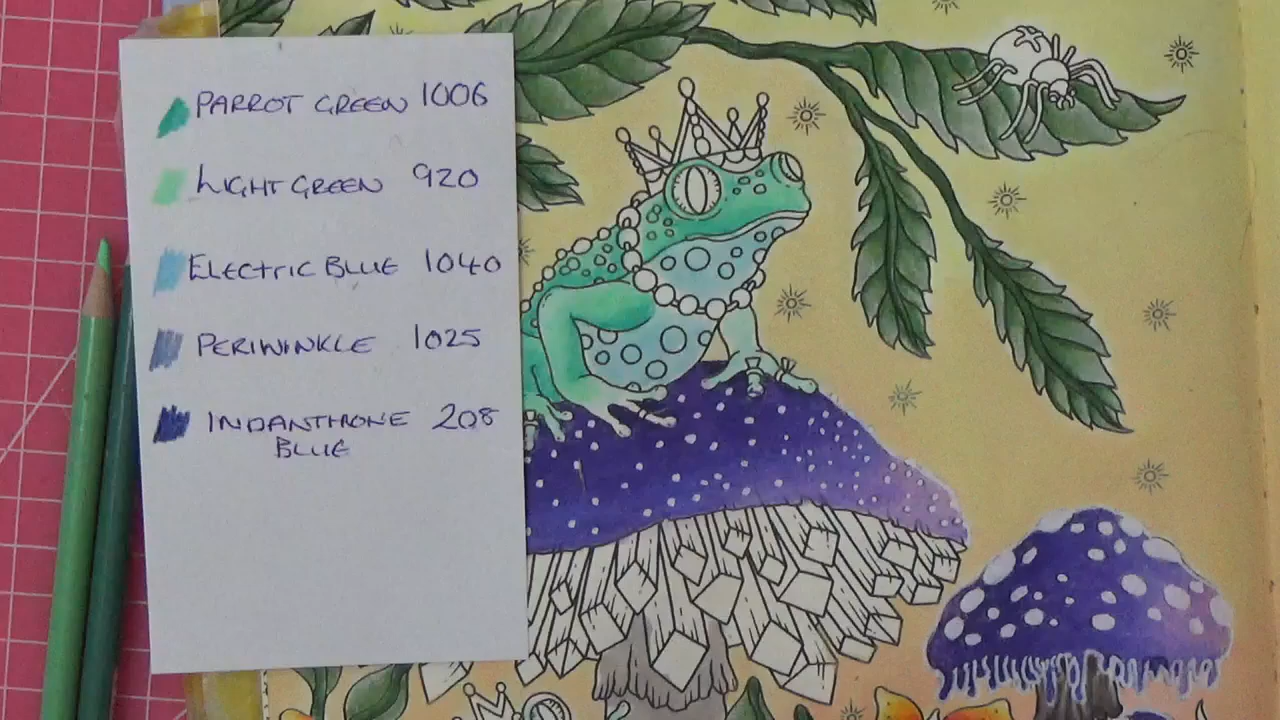 PARROT GREEN 1006
LIGHT GREEN 920
ELECTRIC BLUE 1040
PERIWINKLE 1025
INDANTHRONE 208
BLUE